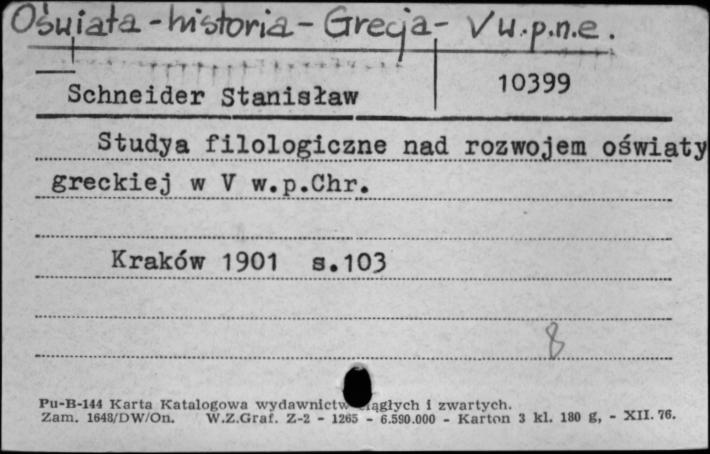 Oświata - historia - Grecja - V w.p.n.e.
10399
Schneider Stanisław
Studya filologiczne nad rozwojem oświaty
greckiej w V w.p.Chr.
Kraków 1901 s.103
8
Pu-B-144 Karta Katalogowa wydawnictw ciągłych i zwartych.
Zam. 1648/DW/On. W.Z.Graf. Z-2 - 1265 - 6.590.000 - Karton 3 kl. 180 g, - XII. 76.